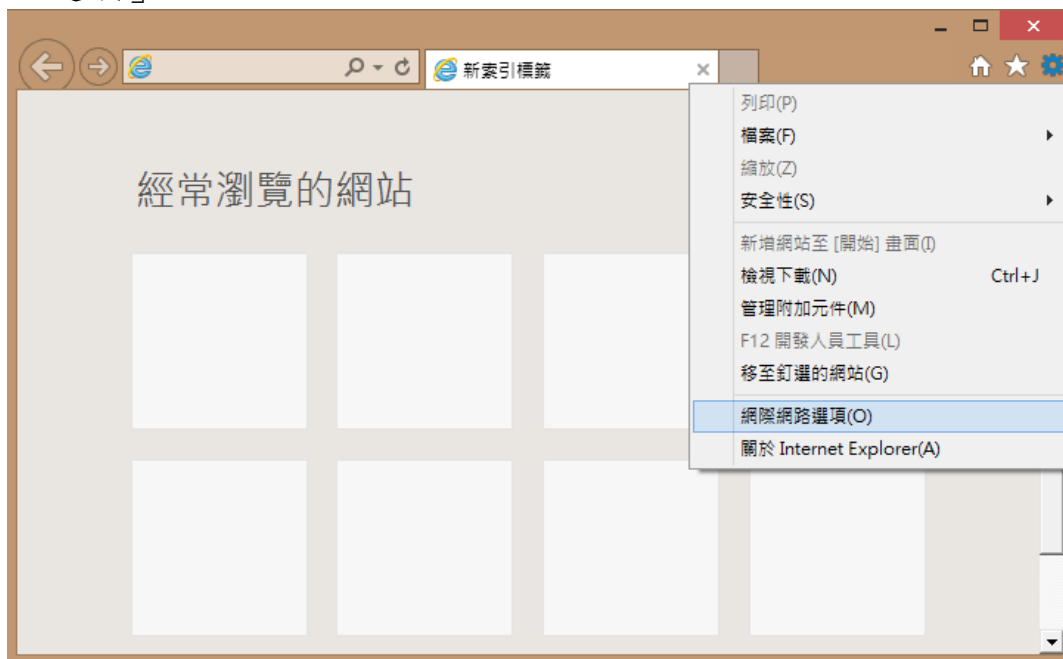 新索引標籤
經常瀏覽的網站
列印(P)
檔案(F)
縮放(Z)
安全性(S)
新增網站至 [開始] 畫面(I)
檢視下載(N) Ctrl+J
管理附加元件(M)
F12 開發人員工具(L)
移至釘選的網站(G)
網際網路選項(O)
關於 Internet Explorer(A)